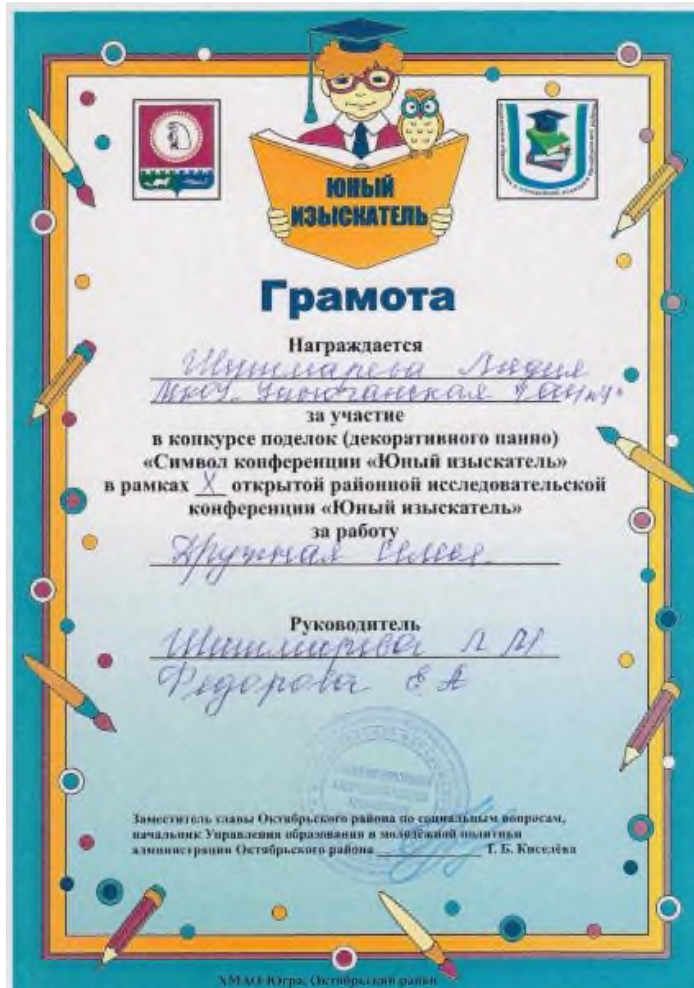 ЮНЫЙ
ИЗЫСКАТЕЛЬ
Грамота
Награждается
Шишмарева Лидия
МКОУ "Унъюганская СОШ №1"
за участие
в конкурсе поделок (декоративного панно)
«Символ конференции «Юный изыскатель»
в рамках X открытой районной исследовательской
конференции «Юный изыскатель»
за работу
Дружная семья
Руководитель
Шишмарева Л М
Федорова Е А
Заместитель главы Октябрьского района по социальным вопросам,
начальник Управления образования и молодёжной политики
администрации Октябрьского района Т. Б. Киселёва
ХМАО-Югра, Октябрьский район